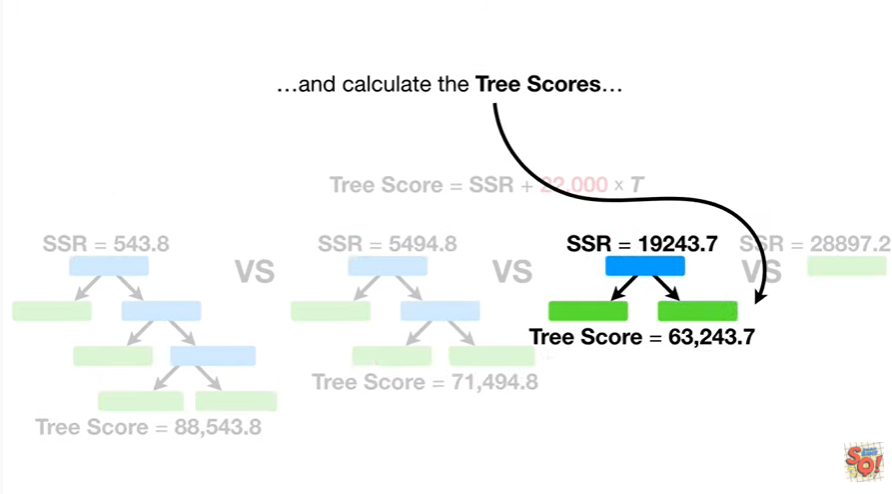 ...and calculate the Tree Scores...
Tree Score = SSR + 22,000 × T
SSR = 543.8
SSR = 5494.8
SSR = 19243.7
SSR = 28897.2
VS
VS
VS
Tree Score = 63,243.7
Tree Score = 71,494.8
Tree Score = 88,543.8
SQ!